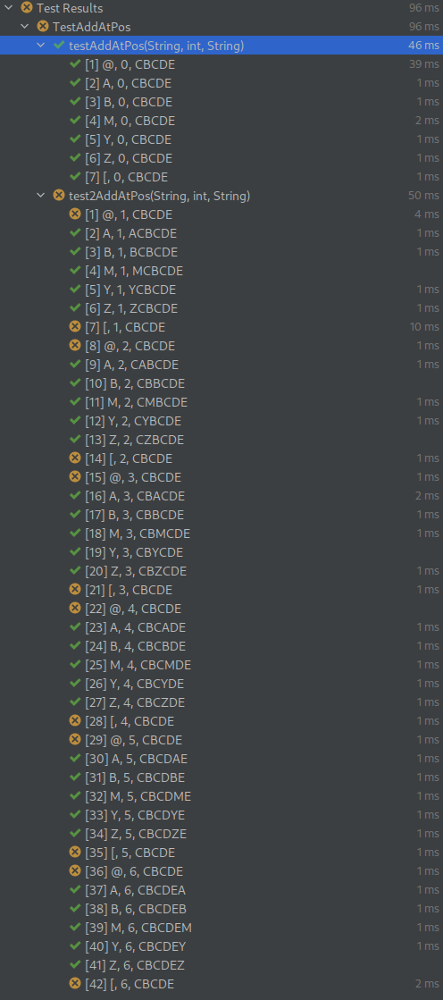 Test Results 96 ms
TestAddAtPos 96 ms
testAddAtPos(String, int, String) 46 ms
[1] @, 0, CBCDE 39 ms
[2] A, 0, CBCDE 1 ms
[3] B, 0, CBCDE 1 ms
[4] M, 0, CBCDE 2 ms
[5] Y, 0, CBCDE 1 ms
[6] Z, 0, CBCDE 1 ms
[7] [, 0, CBCDE 1 ms
test2AddAtPos(String, int, String) 50 ms
[1] @, 1, CBCDE 4 ms
[2] A, 1, ACBCDE 1 ms
[3] B, 1, BCBCDE 1 ms
[4] M, 1, MCBCDE
[5] Y, 1, YCBCDE 1 ms
[6] Z, 1, ZCBCDE 1 ms
[7] [, 1, CBCDE 10 ms
[8] @, 2, CBCDE 1 ms
[9] A, 2, CABCDE 1 ms
[10] B, 2, CBBCDE
[11] M, 2, CMBCDE 1 ms
[12] Y, 2, CYBCDE 1 ms
[13] Z, 2, CZBCDE
[14] [, 2, CBCDE 1 ms
[15] @, 3, CBCDE 1 ms
[16] A, 3, CBACDE 2 ms
[17] B, 3, CBBCDE 1 ms
[18] M, 3, CBMCDE 1 ms
[19] Y, 3, CBYCDE
[20] Z, 3, CBZCDE 1 ms
[21] [, 3, CBCDE 1 ms
[22] @, 4, CBCDE
[23] A, 4, CBCADE 1 ms
[24] B, 4, CBCBDE 1 ms
[25] M, 4, CBCMDE 1 ms
[26] Y, 4, CBCYDE 1 ms
[27] Z, 4, CBCZDE 1 ms
[28] [, 4, CBCDE 1 ms
[29] @, 5, CBCDE 1 ms
[30] A, 5, CBCDAE 1 ms
[31] B, 5, CBCDBE 1 ms
[32] M, 5, CBCDME 1 ms
[33] Y, 5, CBCDYE 1 ms
[34] Z, 5, CBCDZE 1 ms
[35] [, 5, CBCDE 1 ms
[36] @, 6, CBCDE 1 ms
[37] A, 6, CBCDEA 1 ms
[38] B, 6, CBCDEB 1 ms
[39] M, 6, CBCDEM 1 ms
[40] Y, 6, CBCDEY 1 ms
[41] Z, 6, CBCDEZ
[42] [, 6, CBCDE 2 ms